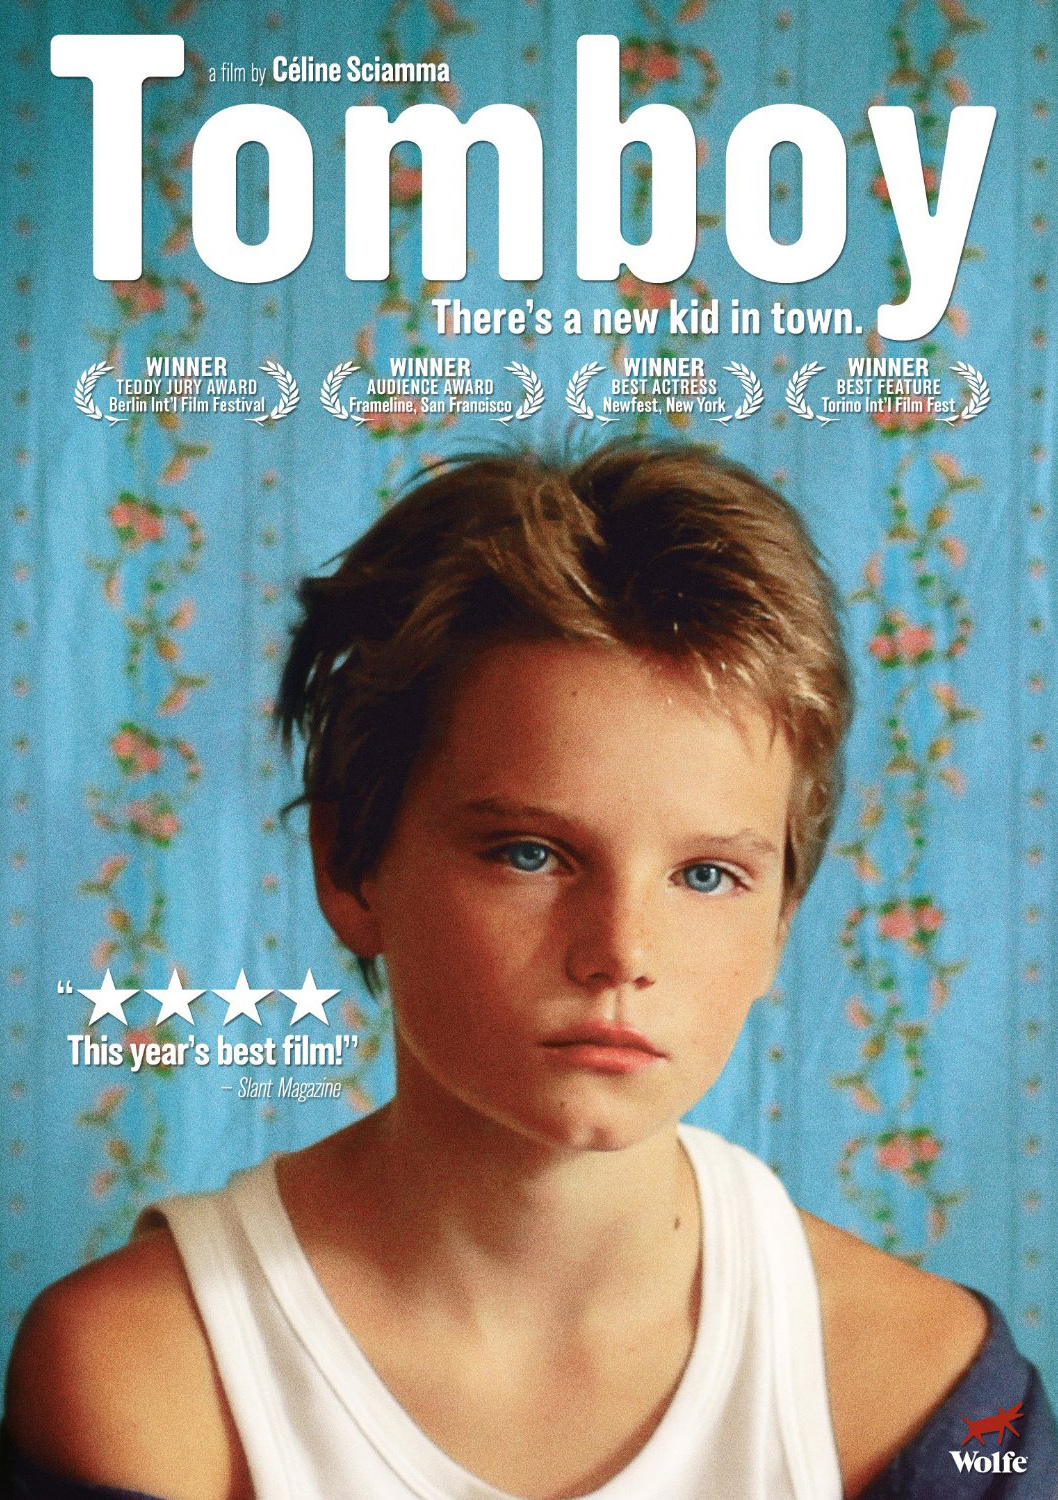 a film by Céline Sciamma
Tomboy
There's a new kid in town.
WINNER
TEDDY JURY AWARD
Berlin Int'l Film Festival
WINNER
AUDIENCE AWARD
Frameline, San Francisco
WINNER
BEST ACTRESS
Newfest, New York
WINNER
BEST FEATURE
Torino Int'l Film Fest
“★★★★
This year's best film!”
– Slant Magazine
Wolfe